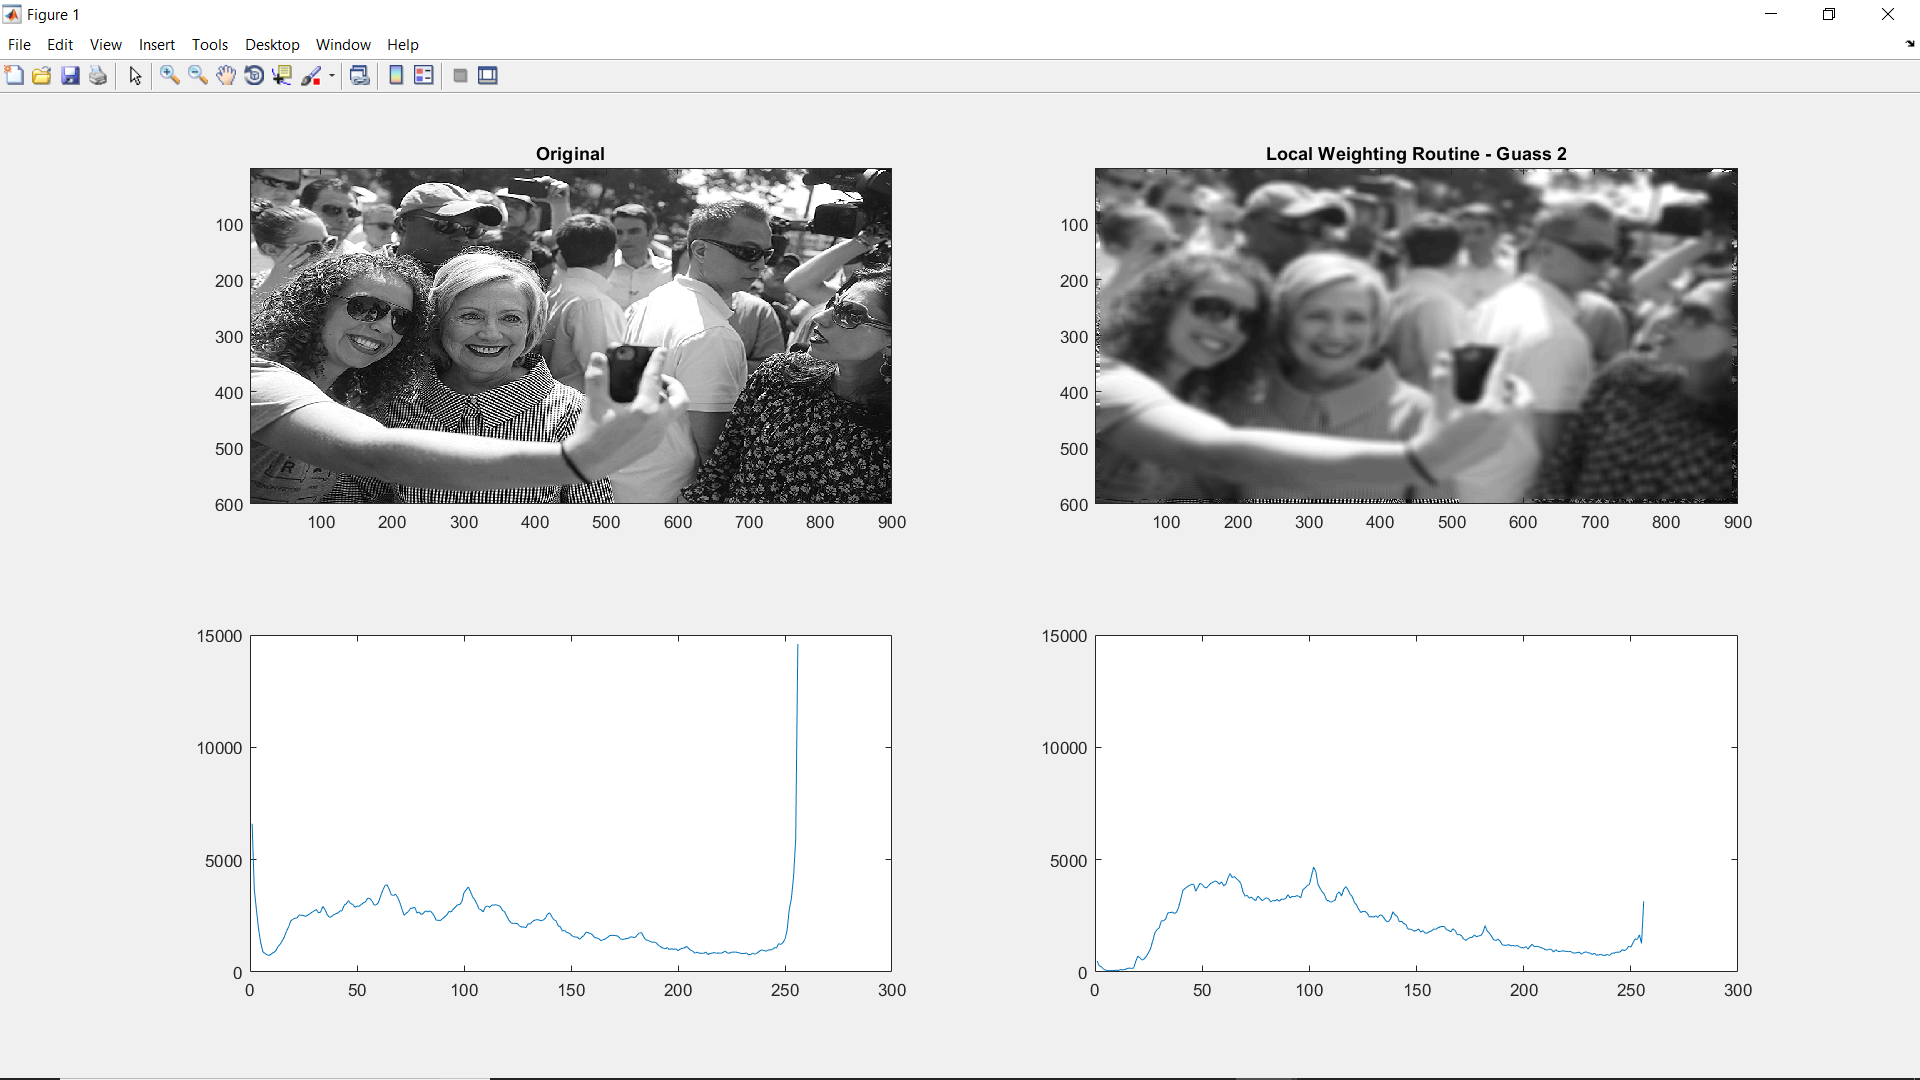 Figure 1
File Edit View Insert Tools Desktop Window Help
Original
100
200
300
400
500
600
100 200 300 400 500 600 700 800 900
R
Local Weighting Routine - Guass 2
100
200
300
400
500
600
100 200 300 400 500 600 700 800 900
15000
10000
5000
0
0 50 100 150 200 250 300
15000
10000
5000
0
0 50 100 150 200 250 300